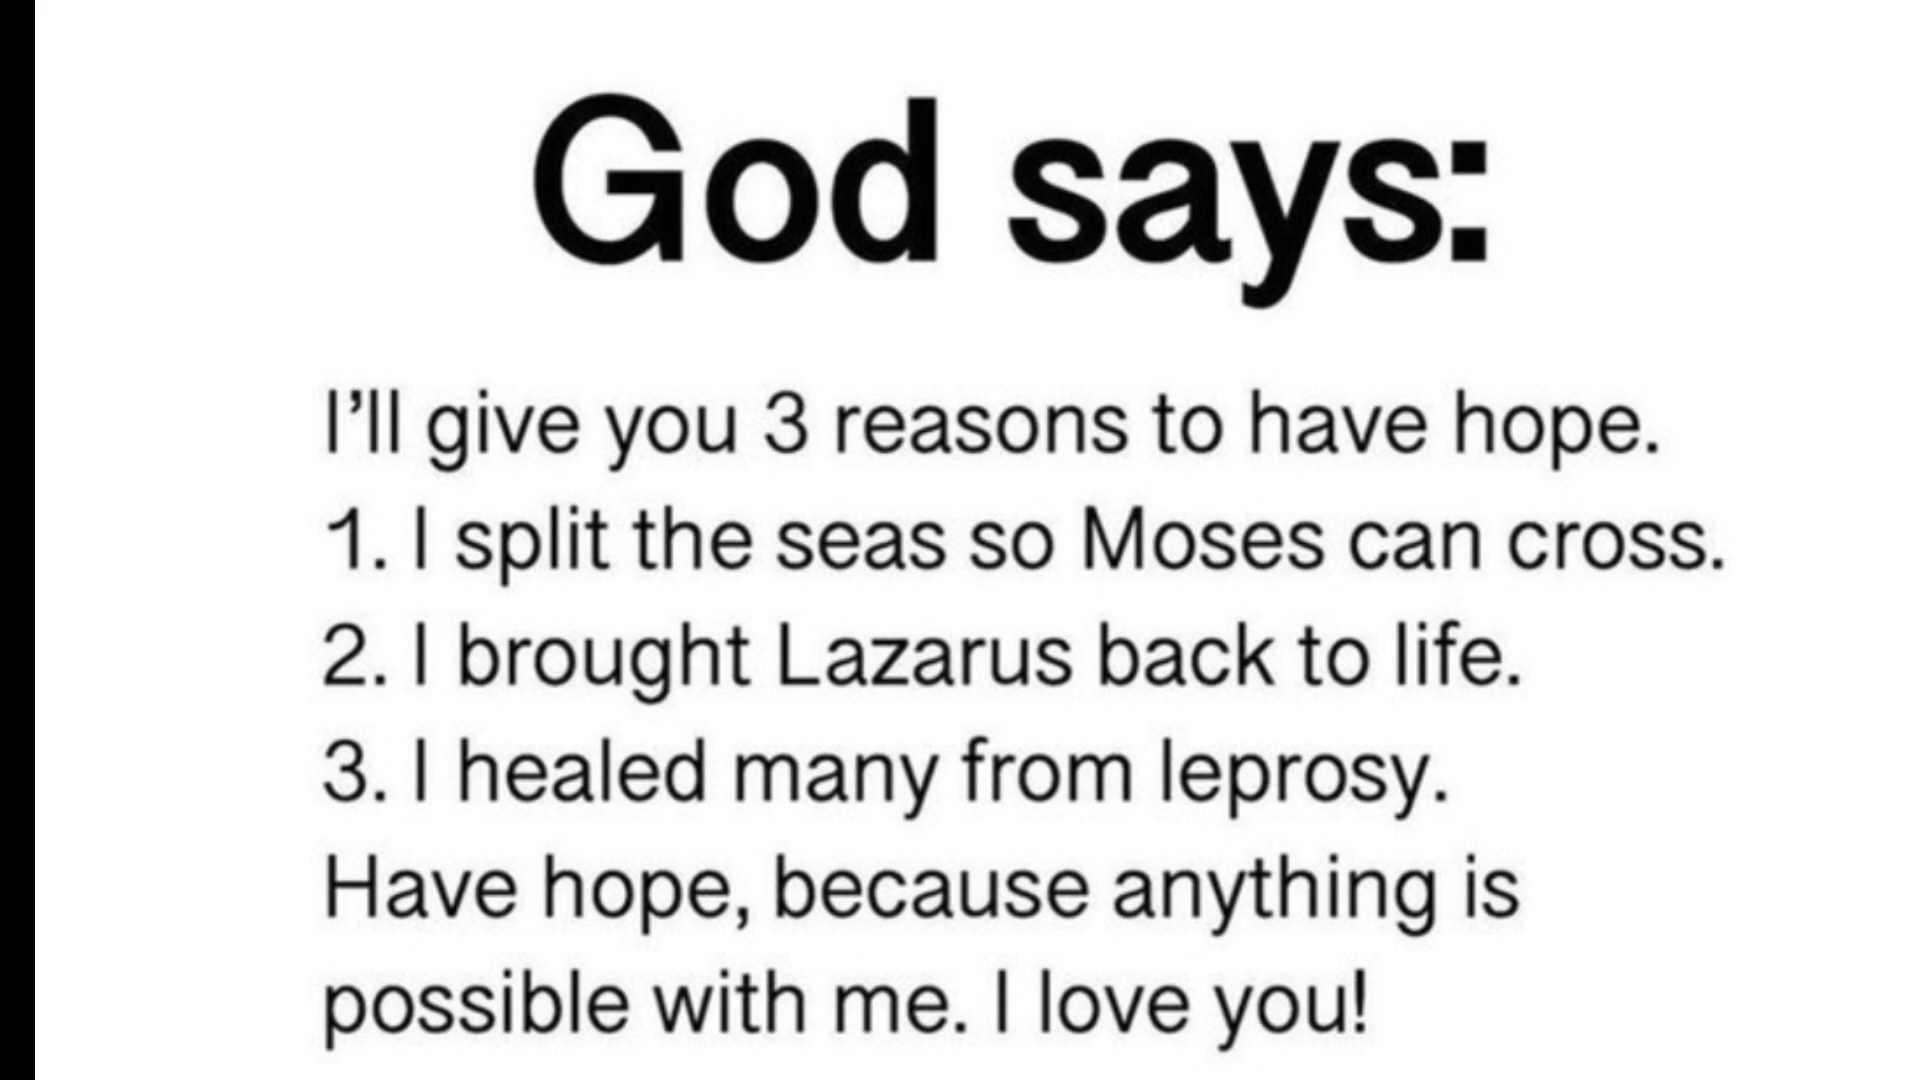 God says:
I’ll give you 3 reasons to have hope.
1. I split the seas so Moses can cross.
2. I brought Lazarus back to life.
3. I healed many from leprosy.
Have hope, because anything is
possible with me. I love you!